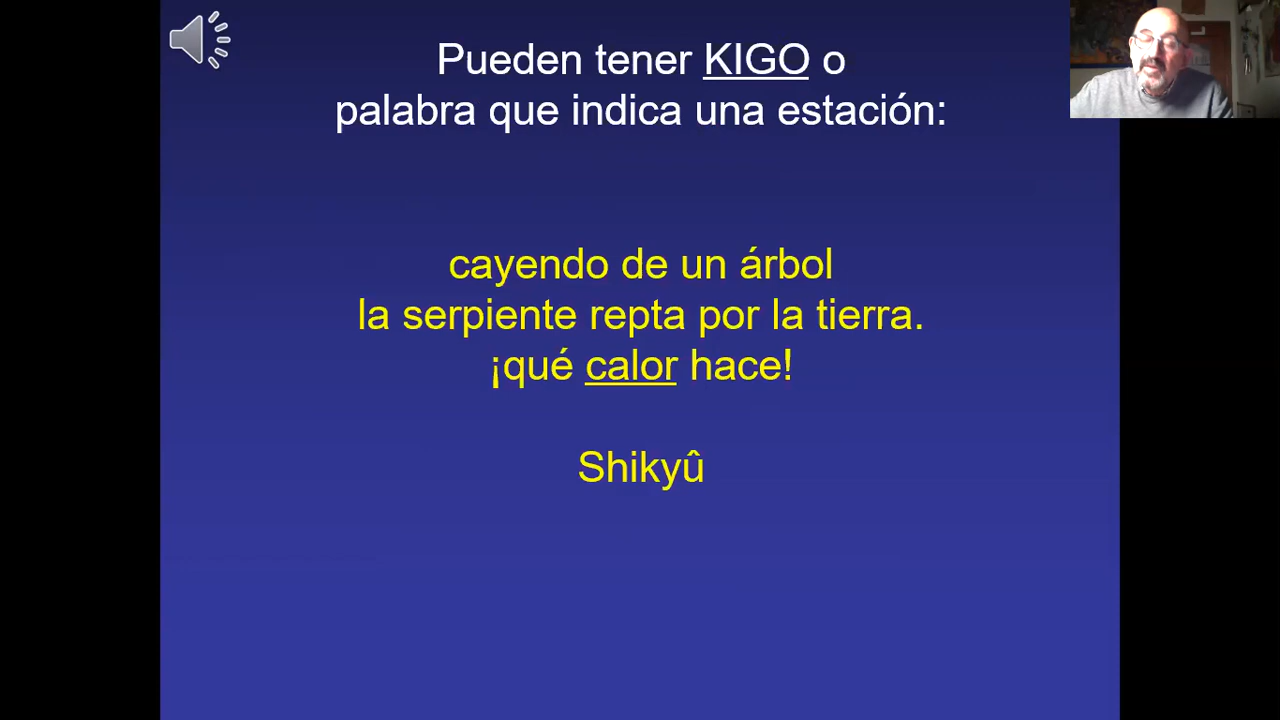 Pueden tener KIGO o
palabra que indica una estación:
cayendo de un árbol
la serpiente repta por la tierra.
¡qué calor hace!
Shikyû